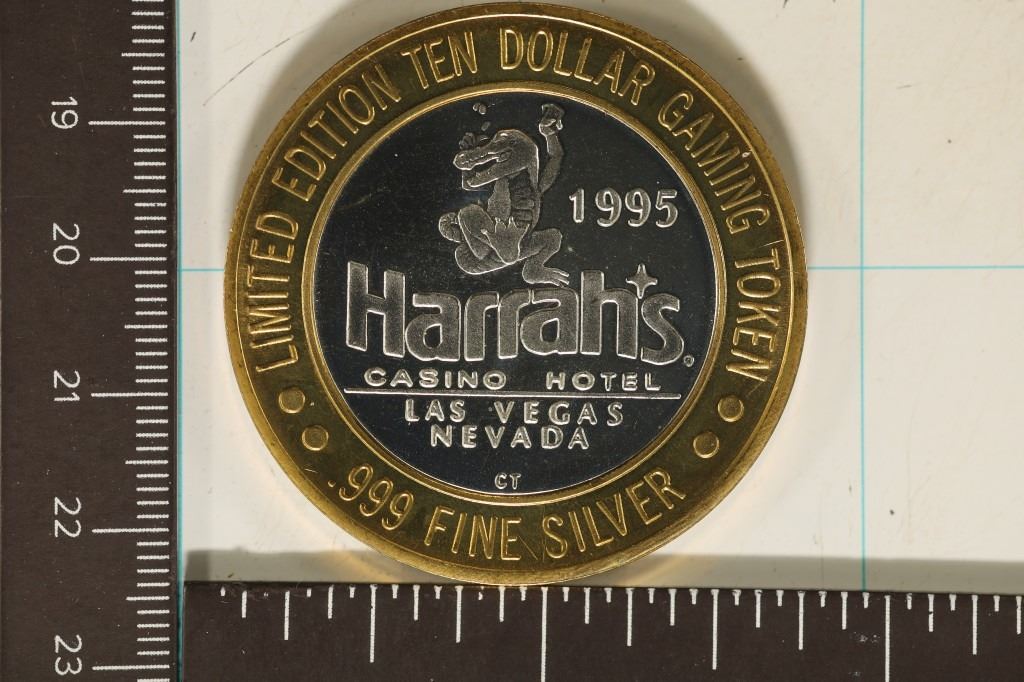 LIMITED EDITION TEN DOLLAR GAMING TOKEN
1995
Harrah's®
CASINO HOTEL
LAS VEGAS
NEVADA
CT
.999 FINE SILVER
19
20
21
22
23